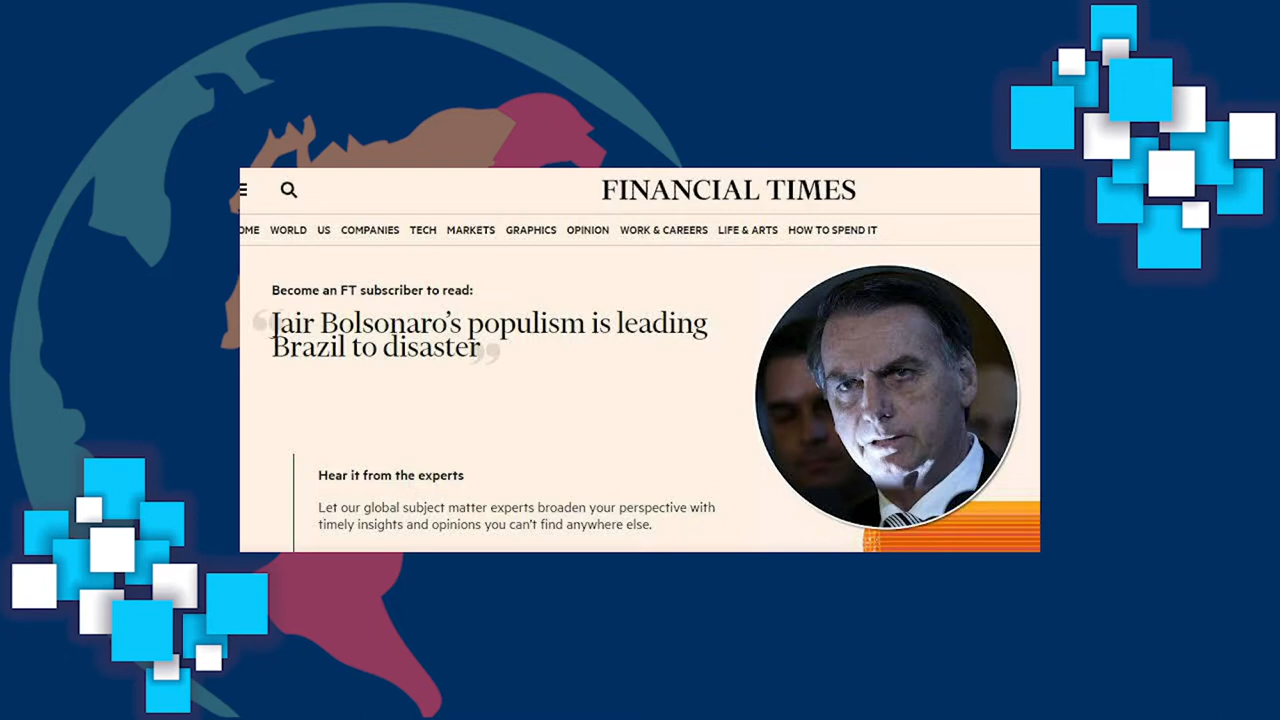 FINANCIAL TIMES
OME WORLD US COMPANIES TECH MARKETS GRAPHICS OPINION WORK & CAREERS LIFE & ARTS HOW TO SPEND IT
Become an FT subscriber to read:
“Jair Bolsonaro’s populism is leading
Brazil to disaster”
Hear it from the experts
Let our global subject matter experts broaden your perspective with
timely insights and opinions you can’t find anywhere else.